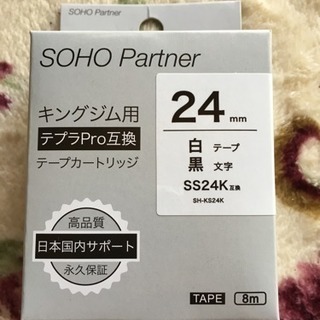 SOHO Partner
SOHO Partner
キングジム用
テプラPro互換
テープカートリッジ
24 mm
白 テープ
黒 文字
SS24K互換
SH-KS24K
高品質
日本国内サポート
永久保証
TAPE 8m